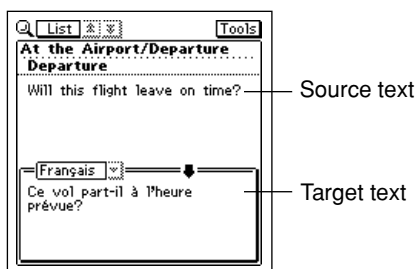 List Tools
At the Airport/Departure
Departure
Will this flight leave on time?
Source text
Français
Ce vol part-il à l'heure
prévue?
Target text